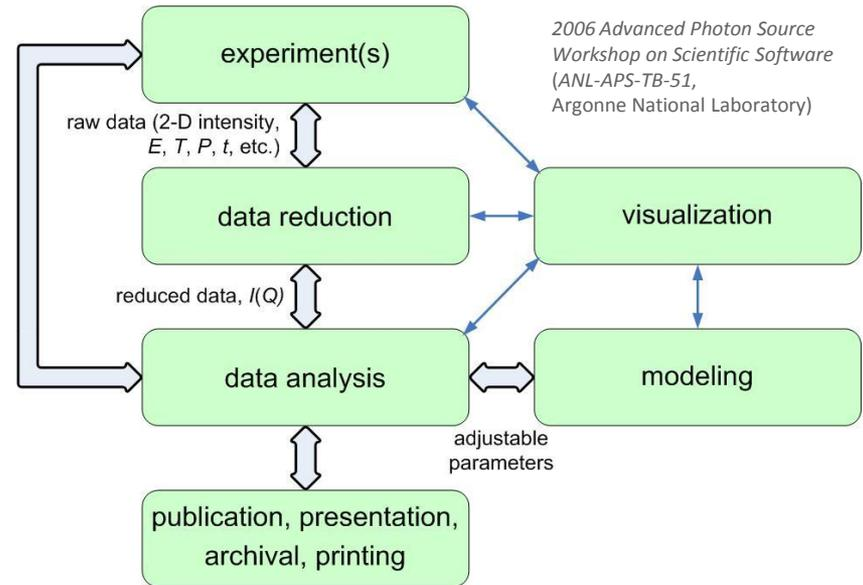 experiment(s)
2006 Advanced Photon Source
Workshop on Scientific Software
(ANL-APS-TB-51,
Argonne National Laboratory)
raw data (2-D intensity,
E, T, P, t, etc.)
data reduction
visualization
reduced data, I(Q)
data analysis
modeling
adjustable
parameters
publication, presentation,
archival, printing